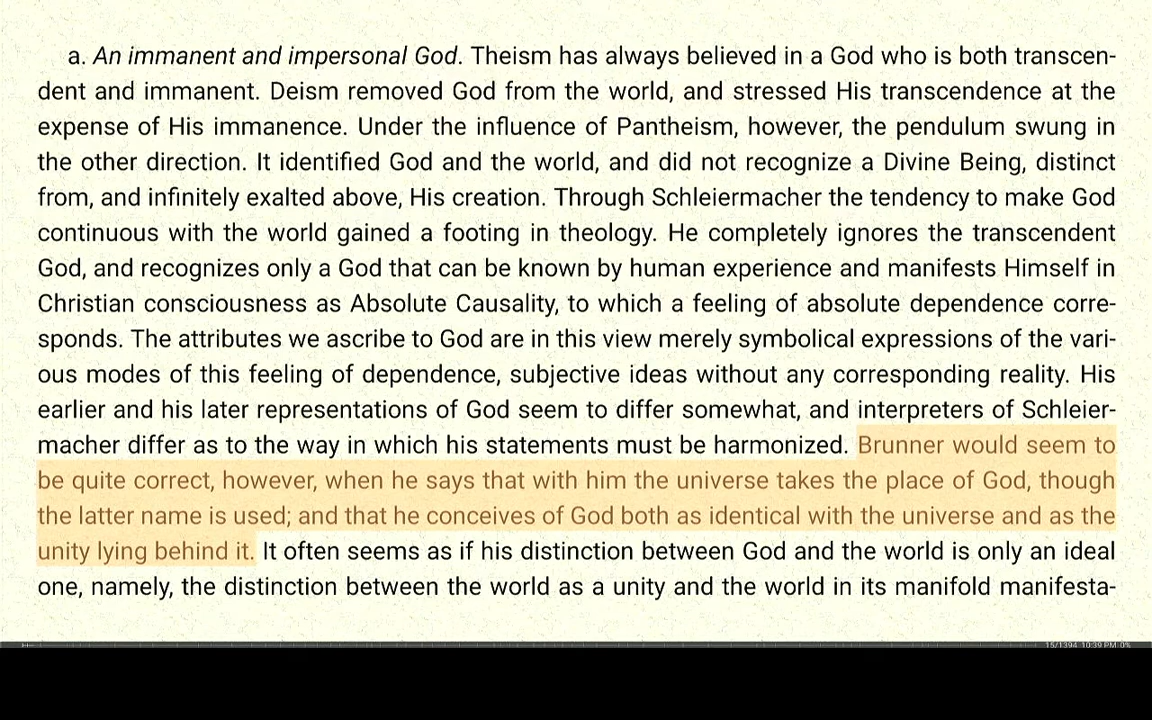 a. An immanent and impersonal God. Theism has always believed in a God who is both transcen-
dent and immanent. Deism removed God from the world, and stressed His transcendence at the
expense of His immanence. Under the influence of Pantheism, however, the pendulum swung in
the other direction. It identified God and the world, and did not recognize a Divine Being, distinct
from, and infinitely exalted above, His creation. Through Schleiermacher the tendency to make God
continuous with the world gained a footing in theology. He completely ignores the transcendent
God, and recognizes only a God that can be known by human experience and manifests Himself in
Christian consciousness as Absolute Causality, to which a feeling of absolute dependence corre-
sponds. The attributes we ascribe to God are in this view merely symbolical expressions of the vari-
ous modes of this feeling of dependence, subjective ideas without any corresponding reality. His
earlier and his later representations of God seem to differ somewhat, and interpreters of Schleier-
macher differ as to the way in which his statements must be harmonized. Brunner would seem to
be quite correct, however, when he says that with him the universe takes the place of God, though
the latter name is used; and that he conceives of God both as identical with the universe and as the
unity lying behind it. It often seems as if his distinction between God and the world is only an ideal
one, namely, the distinction between the world as a unity and the world in its manifold manifesta-
15/1394 10:39 PM 0%